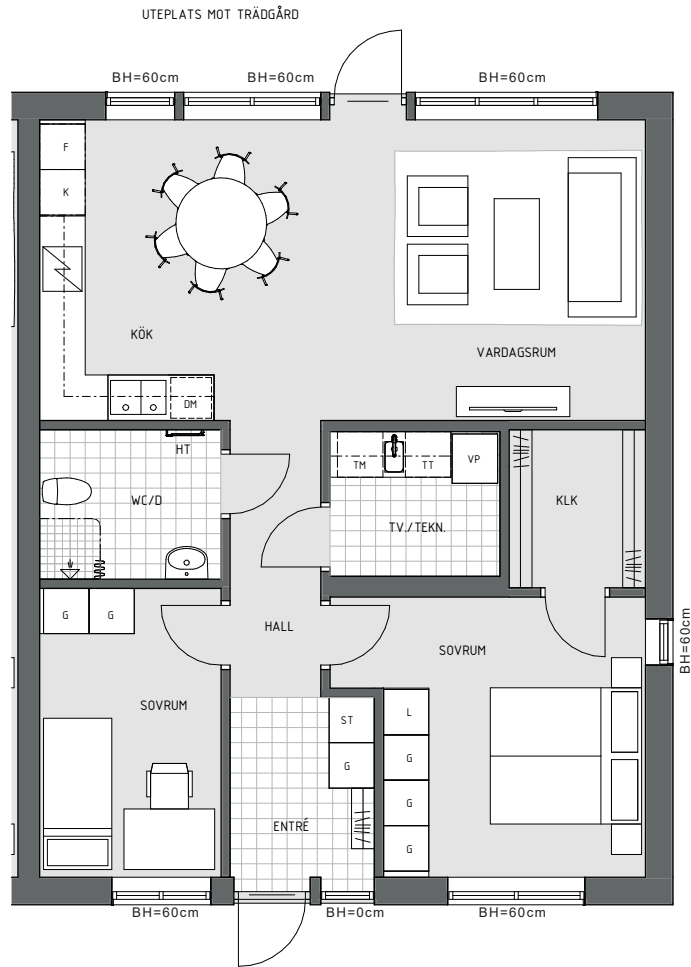 UTEPLATS MOT TRÄDGÅRD
BH=60cm
BH=60cm
BH=60cm
F
K
KÖK
VARDAGSRUM
DM
HT
TM
TT
VP
WC/D
KLK
TV./TEKN.
G
G
HALL
BH=60cm
SOVRUM
SOVRUM
ST
L
G
G
G
ENTRÉ
G
BH=60cm
BH=0cm
BH=60cm